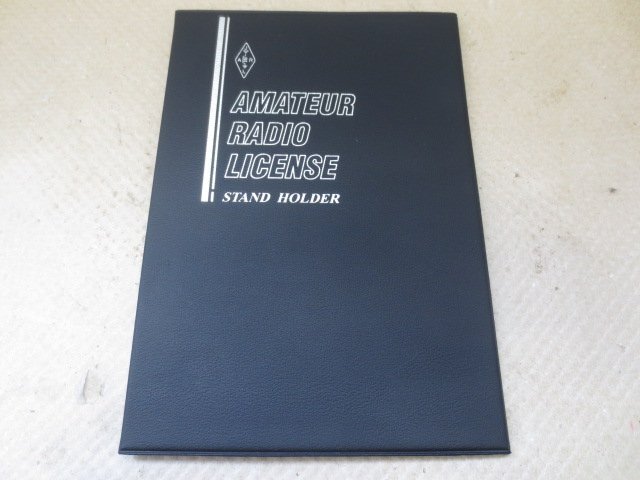 AMATEUR
RADIO
LICENSE
STAND HOLDER